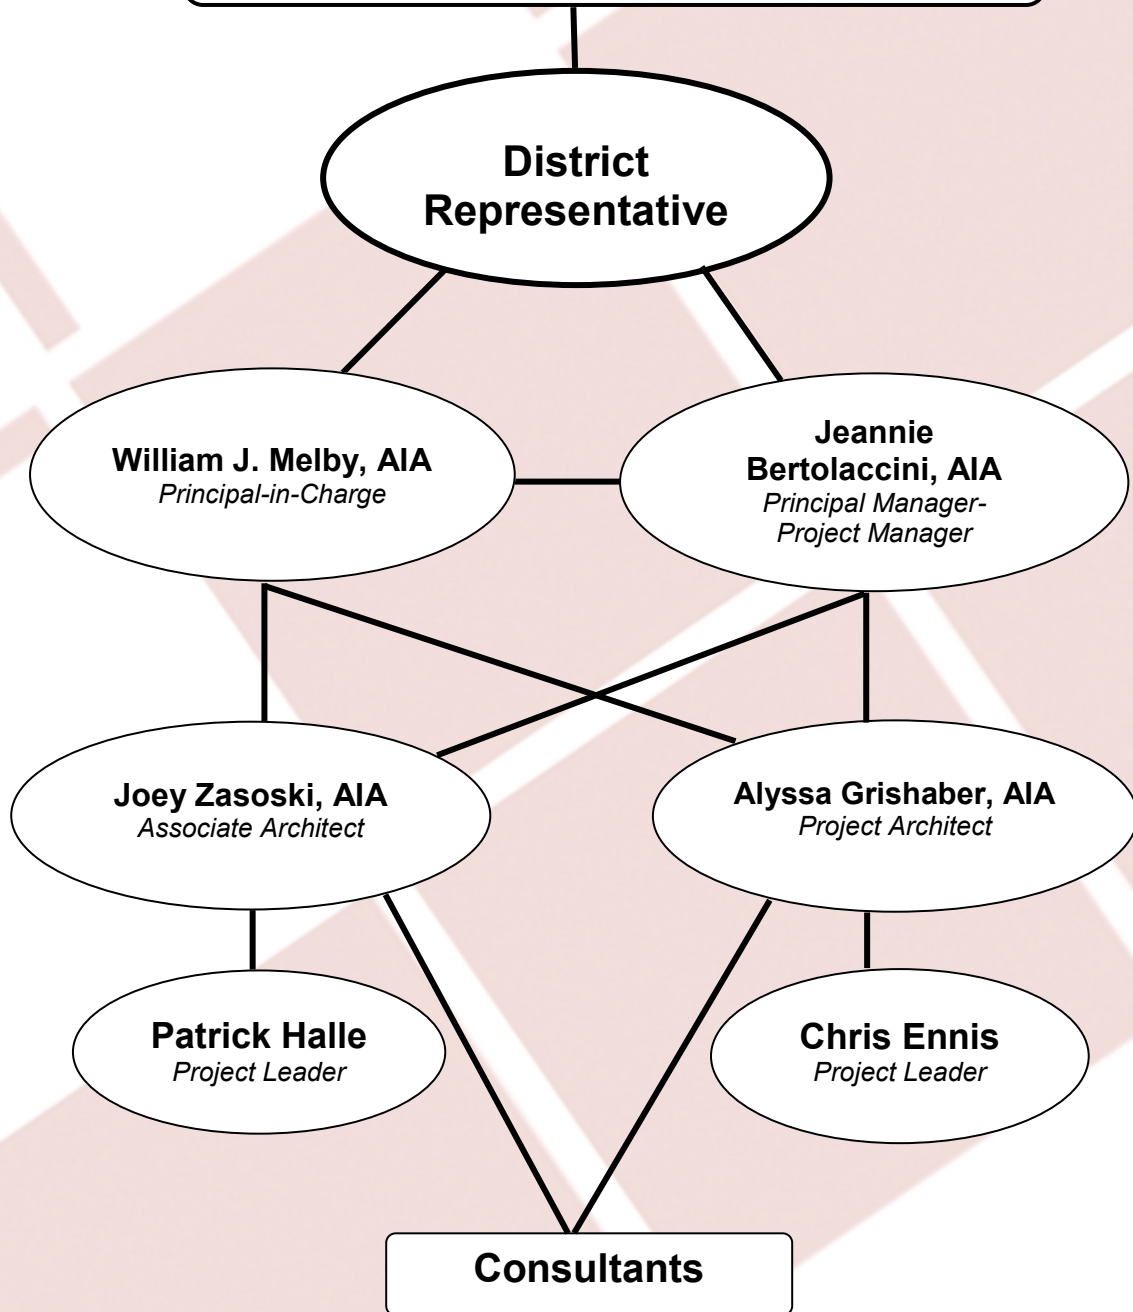 District
Representative
William J. Melby, AIA
Principal-in-Charge
Jeannie
Bertolaccini, AIA
Principal Manager-
Project Manager
Joey Zasoski, AIA
Associate Architect
Alyssa Grishaber, AIA
Project Architect
Patrick Halle
Project Leader
Chris Ennis
Project Leader
Consultants